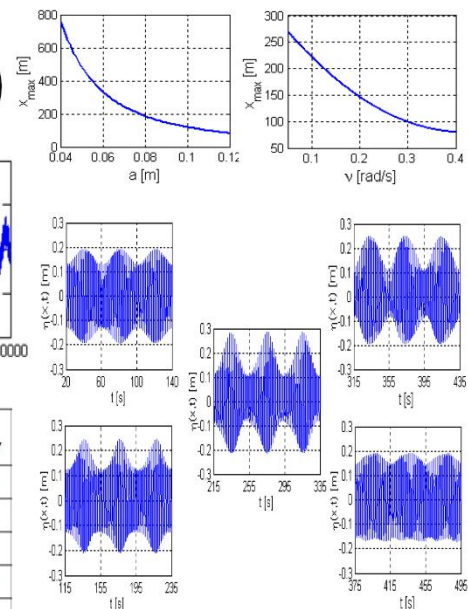 800
600
400
200
0
X_max [m]
0.04 0.06 0.08 0.1 0.12
a [m]
300
250
200
150
100
50
X_max [m]
0.1 0.2 0.3 0.4
ν [rad/s]
0000
0.3
0.2
0.1
0
-0.1
-0.2
-0.3
η(x,t) [m]
20 60 100 140
t [s]
0.3
0.2
0.1
0
-0.1
-0.2
-0.3
η(x,t) [m]
315 355 395 435
t [s]
0.3
0.2
0.1
0
-0.1
-0.2
-0.3
η(x,t) [m]
215 255 295 335
t [s]
0.3
0.2
0.1
0
-0.1
-0.2
-0.3
η(x,t) [m]
115 155 195 235
t [s]
0.3
0.2
0.1
0
-0.1
-0.2
-0.3
η(x,t) [m]
375 415 455 495
t [s]